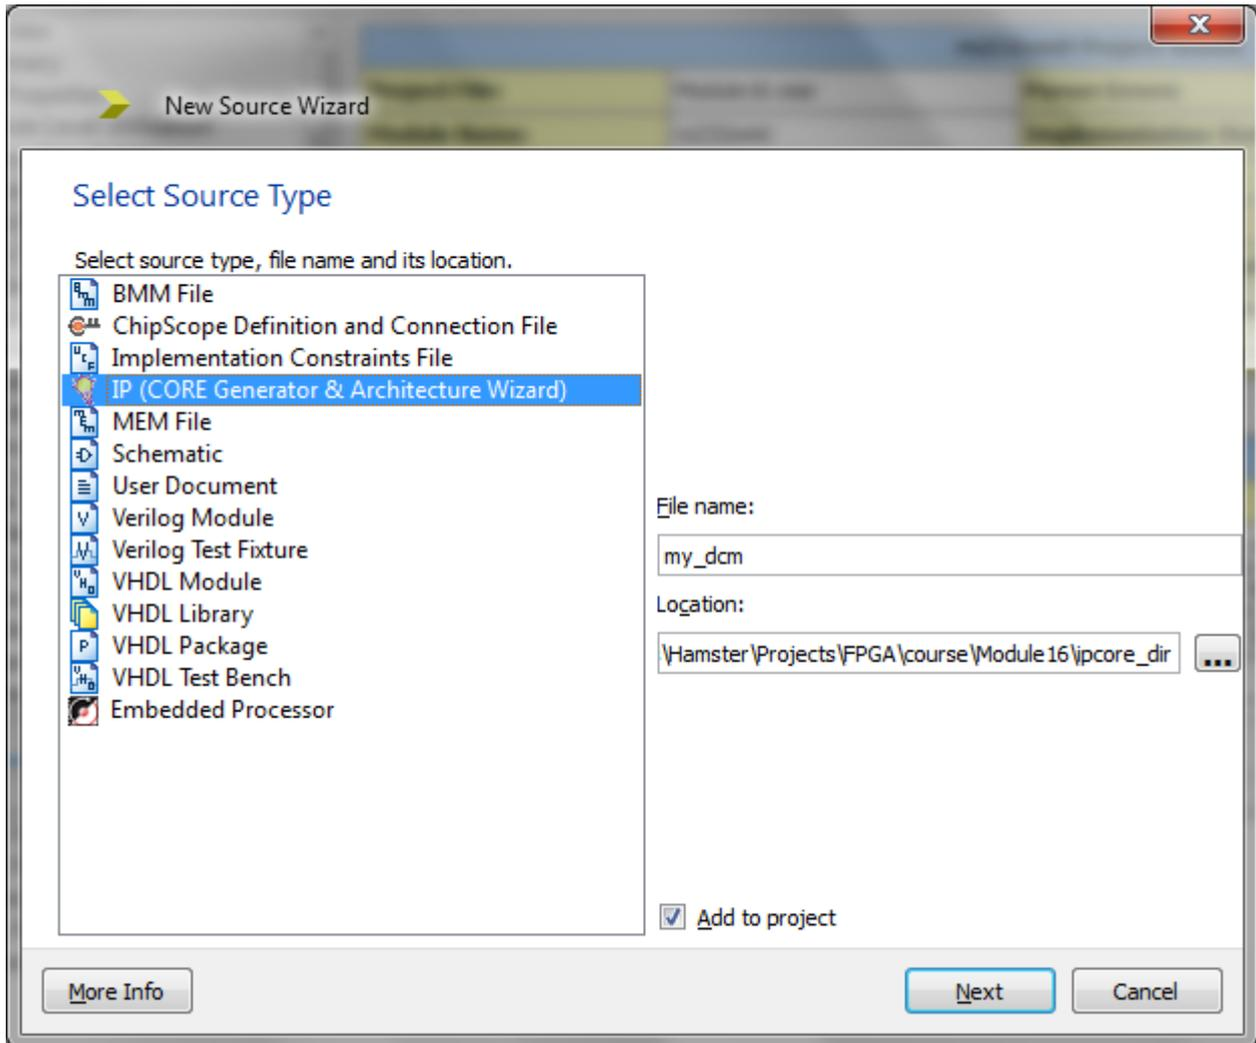 New Source Wizard
Select Source Type
Select source type, file name and its location.
BMM File
ChipScope Definition and Connection File
Implementation Constraints File
IP (CORE Generator & Architecture Wizard)
MEM File
Schematic
User Document
Verilog Module
Verilog Test Fixture
VHDL Module
VHDL Library
VHDL Package
VHDL Test Bench
Embedded Processor
File name:
my_dcm
Location:
\Hamster\Projects\FPGA\course\Module16\ipcore_dir
...
Add to project
More Info
Next
Cancel